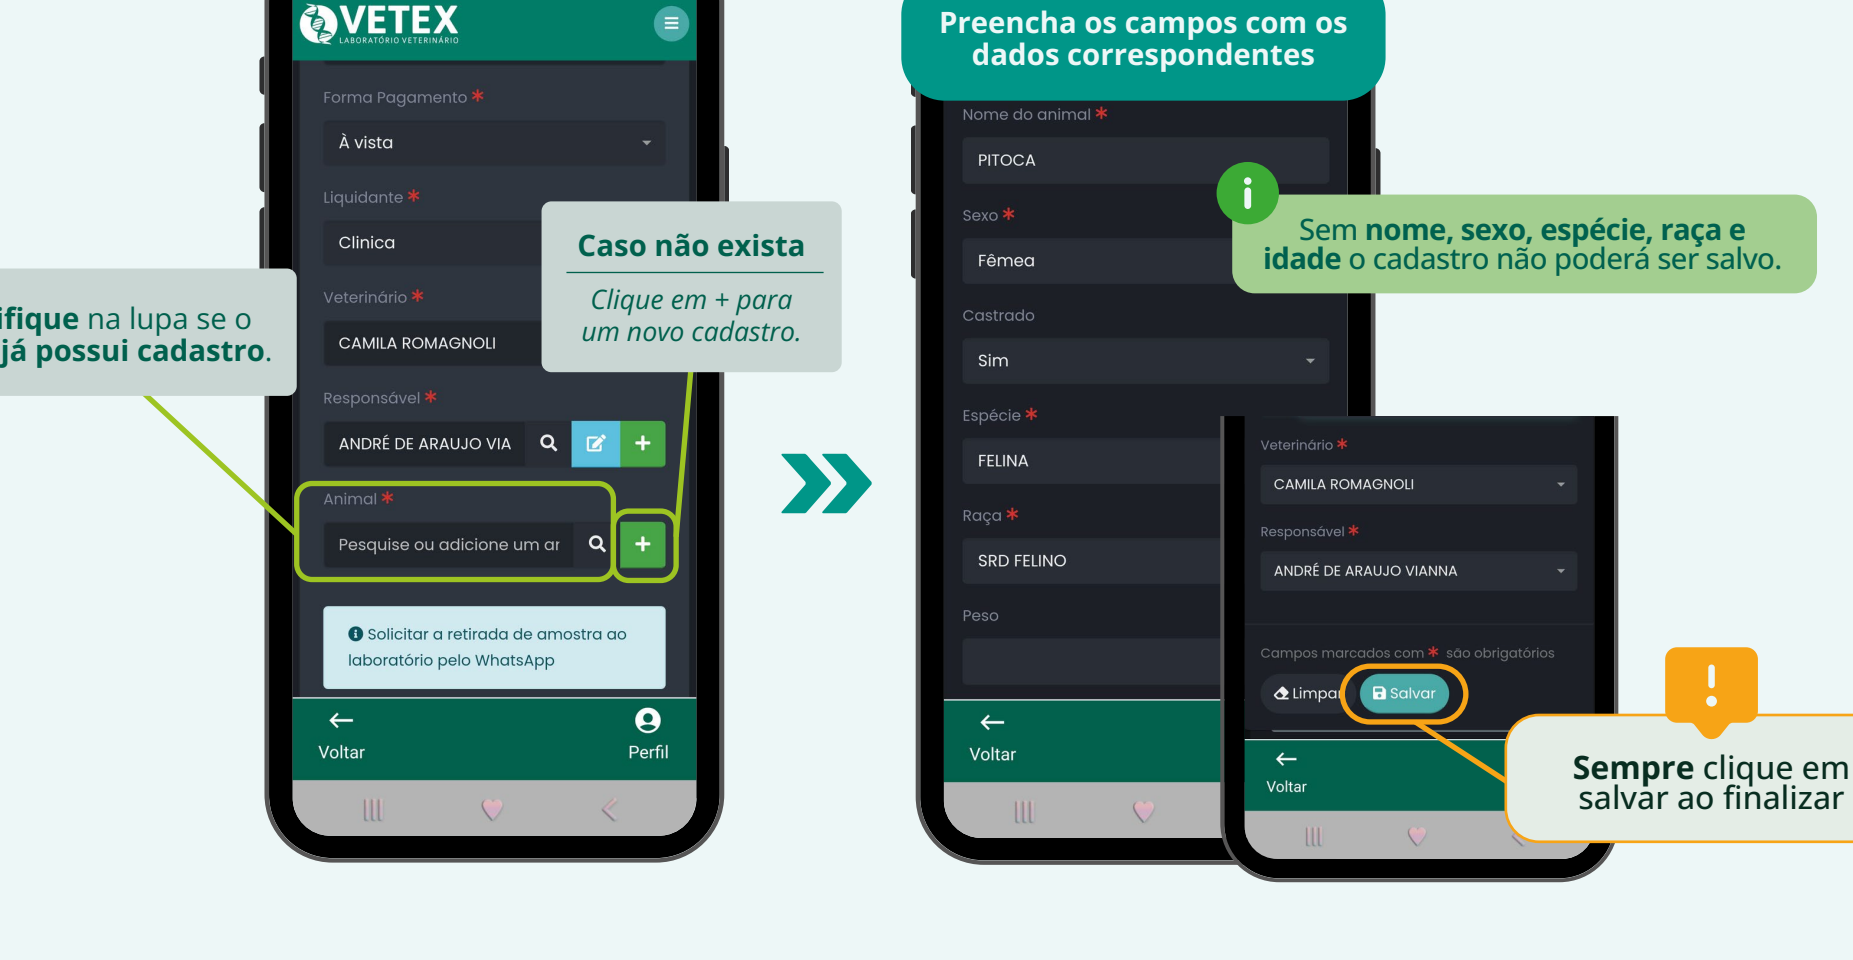 VETEX
LABORATÓRIO VETERINÁRIO
Forma Pagamento *
À vista
Liquidante *
Clinica
Veterinário *
CAMILA ROMAGNOLI
Responsável *
ANDRÉ DE ARAUJO VIA
Animal *
Pesquise ou adicione um ar
Solicitar a retirada de amostra ao
laboratório pelo WhatsApp
Voltar
Perfil
ifique na lupa se o
já possui cadastro.
Caso não exista
Clique em + para
um novo cadastro.
Preencha os campos com os
dados correspondentes
Nome do animal *
PITOCA
Sexo *
Fêmea
Castrado
Sim
Espécie *
FELINA
Raça *
SRD FELINO
Peso
Voltar
Sem nome, sexo, espécie, raça e
idade o cadastro não poderá ser salvo.
Veterinário *
CAMILA ROMAGNOLI
Responsável *
ANDRÉ DE ARAUJO VIANNA
Campos marcados com * são obrigatórios
Limpar
Salvar
Voltar
Sempre clique em
salvar ao finalizar